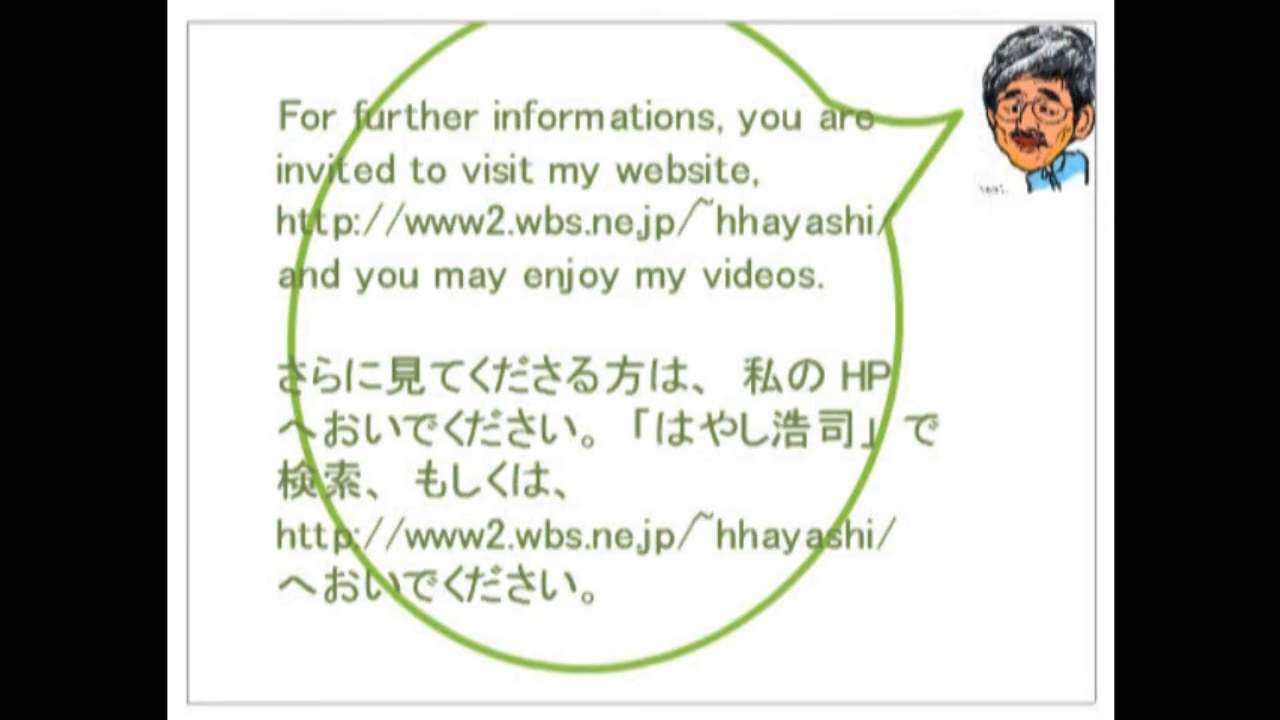 For further informations, you are
invited to visit my website,
http://www2.wbs.ne.jp/~hhayashi/
and you may enjoy my videos.
さらに見てくださる方は、 私の HP
へおいでください。「はやし浩司」 で
検索、 もしくは、
http://www2.wbs.ne.jp/~hhayashi/
へおいでください。